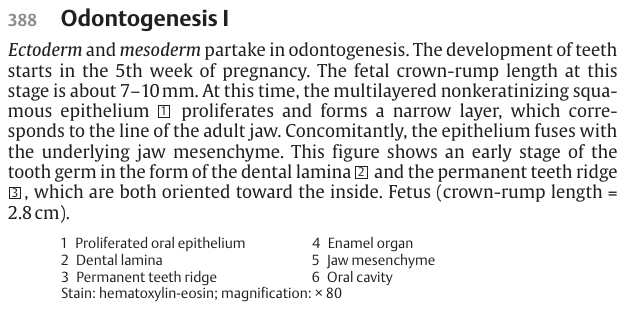 388 Odontogenesis I
Ectoderm and mesoderm partake in odontogenesis. The development of teeth
starts in the 5th week of pregnancy. The fetal crown-rump length at this
stage is about 7–10 mm. At this time, the multilayered nonkeratinizing squa-
mous epithelium 1 proliferates and forms a narrow layer, which corre-
sponds to the line of the adult jaw. Concomitantly, the epithelium fuses with
the underlying jaw mesenchyme. This figure shows an early stage of the
tooth germ in the form of the dental lamina 2 and the permanent teeth ridge
3, which are both oriented toward the inside. Fetus (crown-rump length =
2.8 cm).
1 Proliferated oral epithelium
2 Dental lamina
3 Permanent teeth ridge
4 Enamel organ
5 Jaw mesenchyme
6 Oral cavity
Stain: hematoxylin-eosin; magnification: × 80